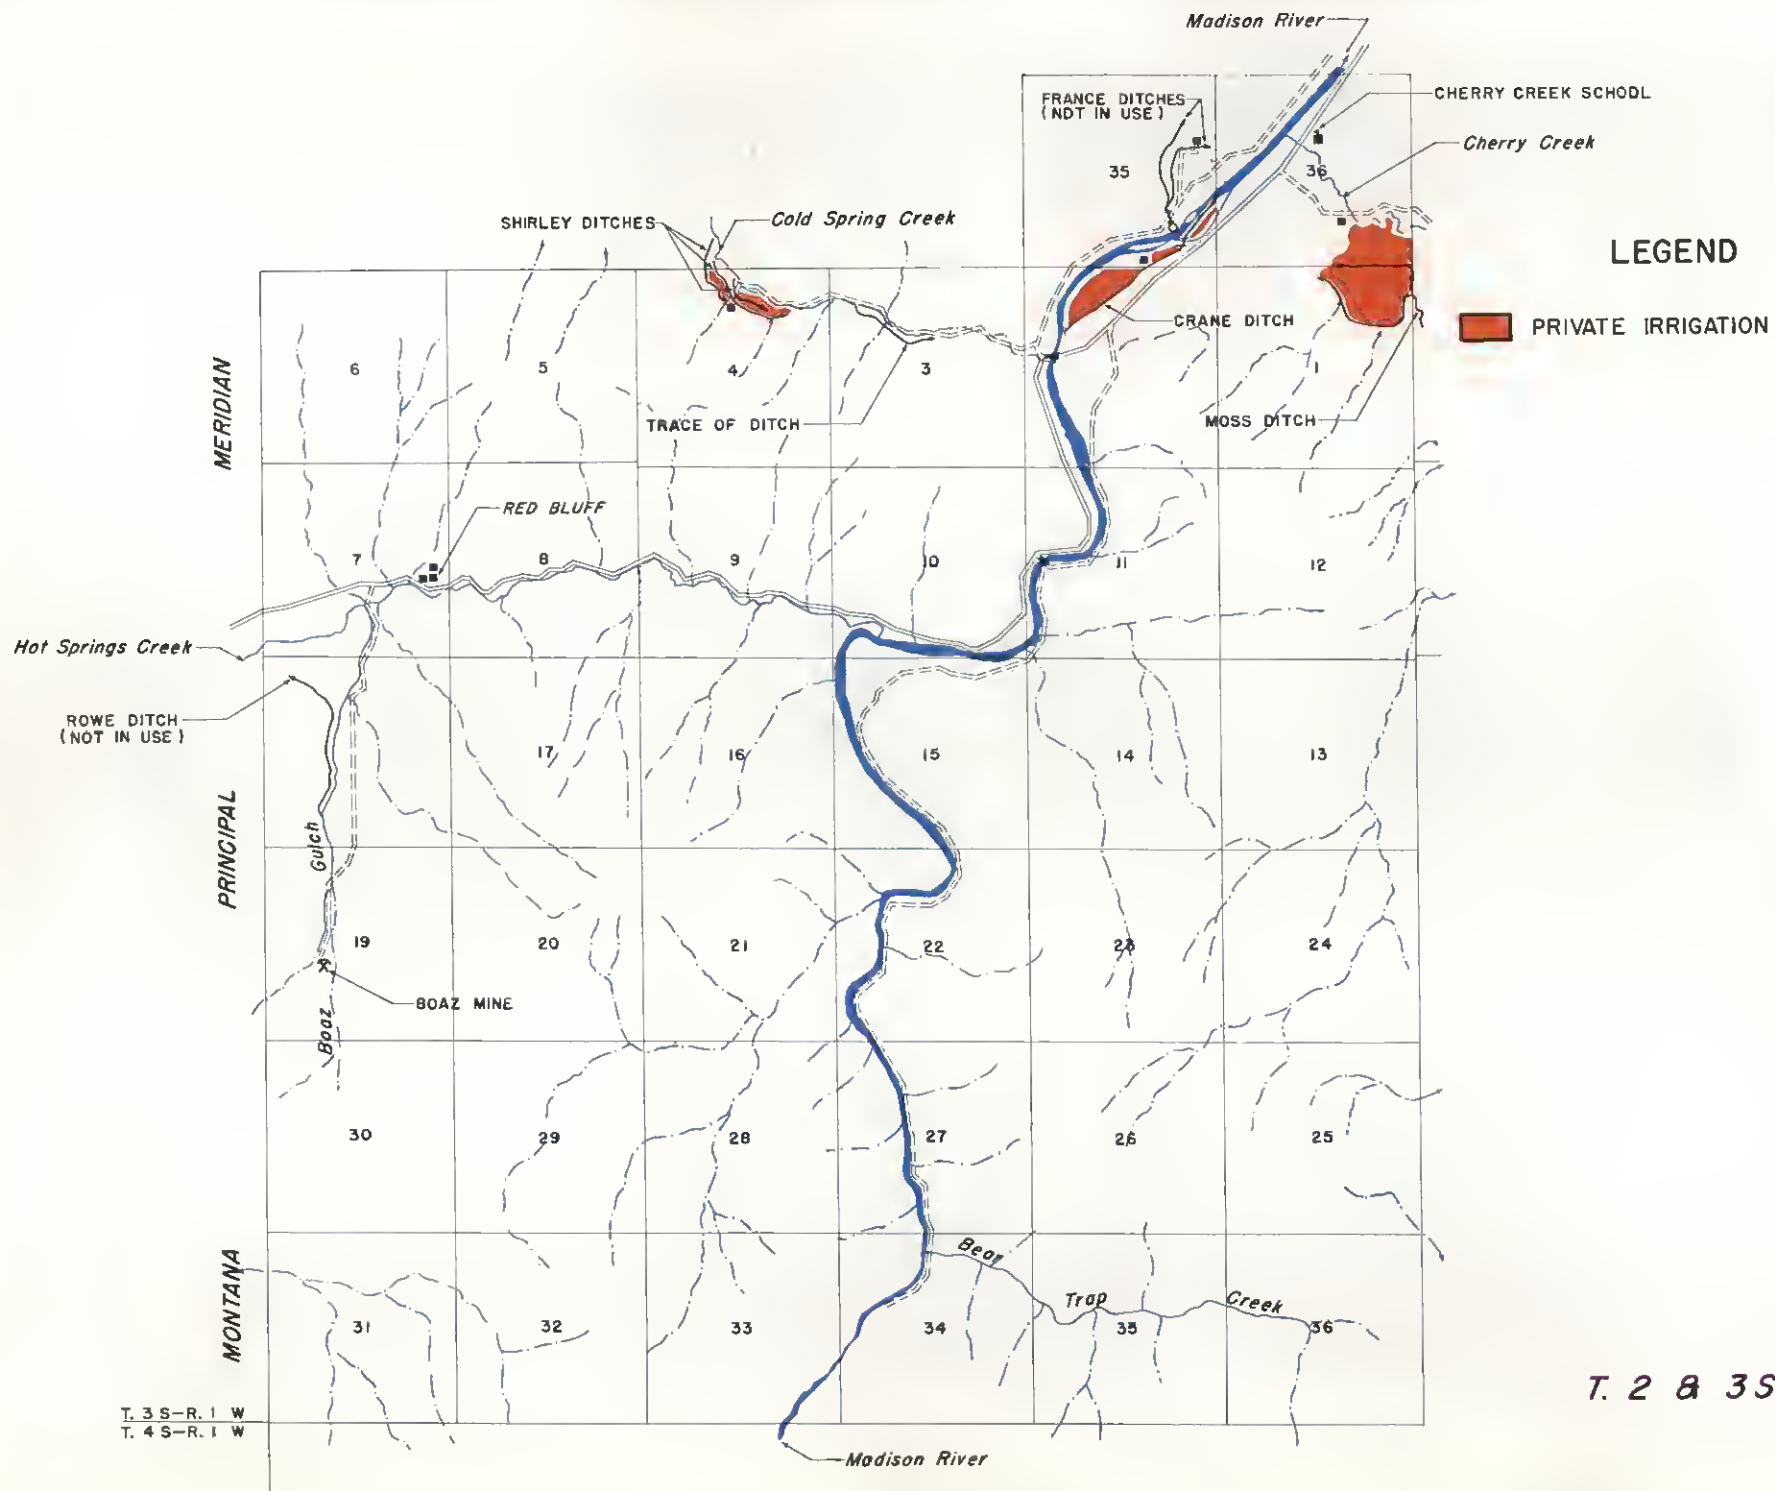 Madison River
FRANCE DITCHES
(NDT IN USE)
CHERRY CREEK SCHODL
Cherry Creek
35
36
SHIRLEY DITCHES
Cold Spring Creek
LEGEND
PRIVATE IRRIGATION
CRANE DITCH
MERIDIAN
6
5
4
3
1
TRACE OF DITCH
MOSS DITCH
RED BLUFF
7
8
9
10
11
12
Hot Springs Creek
ROWE DITCH
(NOT IN USE)
17
16
15
14
13
PRINCIPAL
Gulch
19
20
21
22
23
24
BOAZ MINE
Boaz
30
29
28
27
26
25
MONTANA
Bear
Trap
Creek
31
32
33
34
35
36
T. 2 & 3S
T. 3 S-R. 1 W
T. 4 S-R. 1 W
Madison River